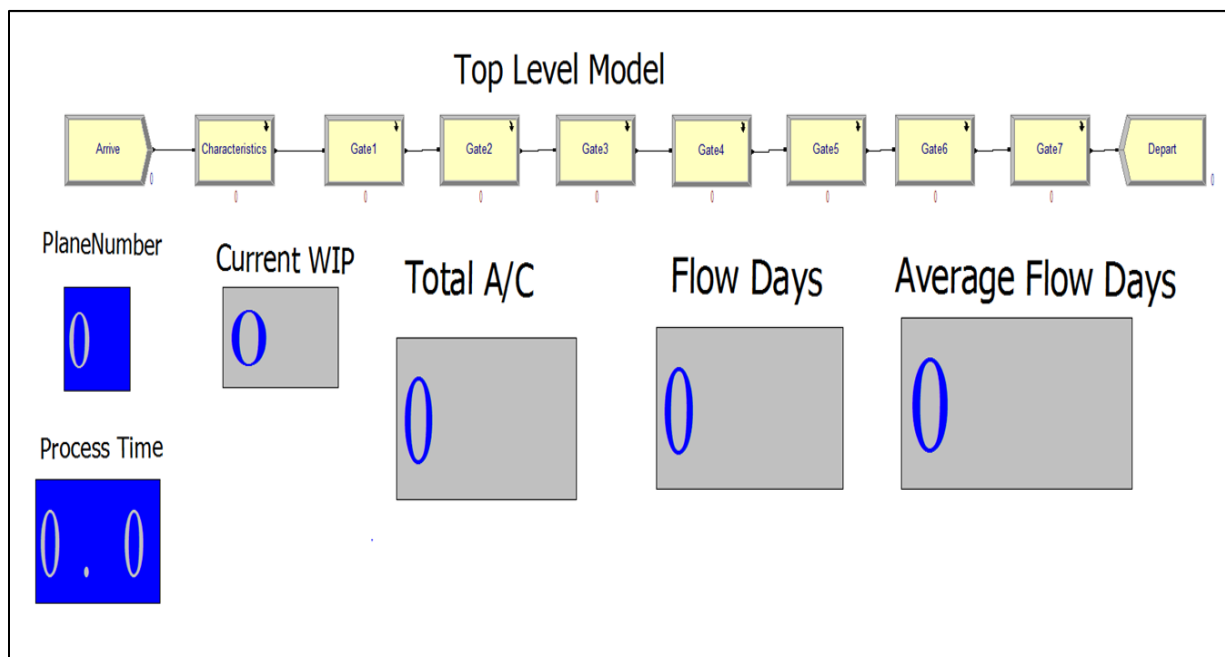 Top Level Model
Arrive Characteristics Gate1 Gate2 Gate3 Gate4 Gate5 Gate6 Gate7 Depart
0 0 0 0 0 0 0 0 0 0
PlaneNumber Current WIP Total A/C Flow Days Average Flow Days
0 0 0 0 0
Process Time
0.0